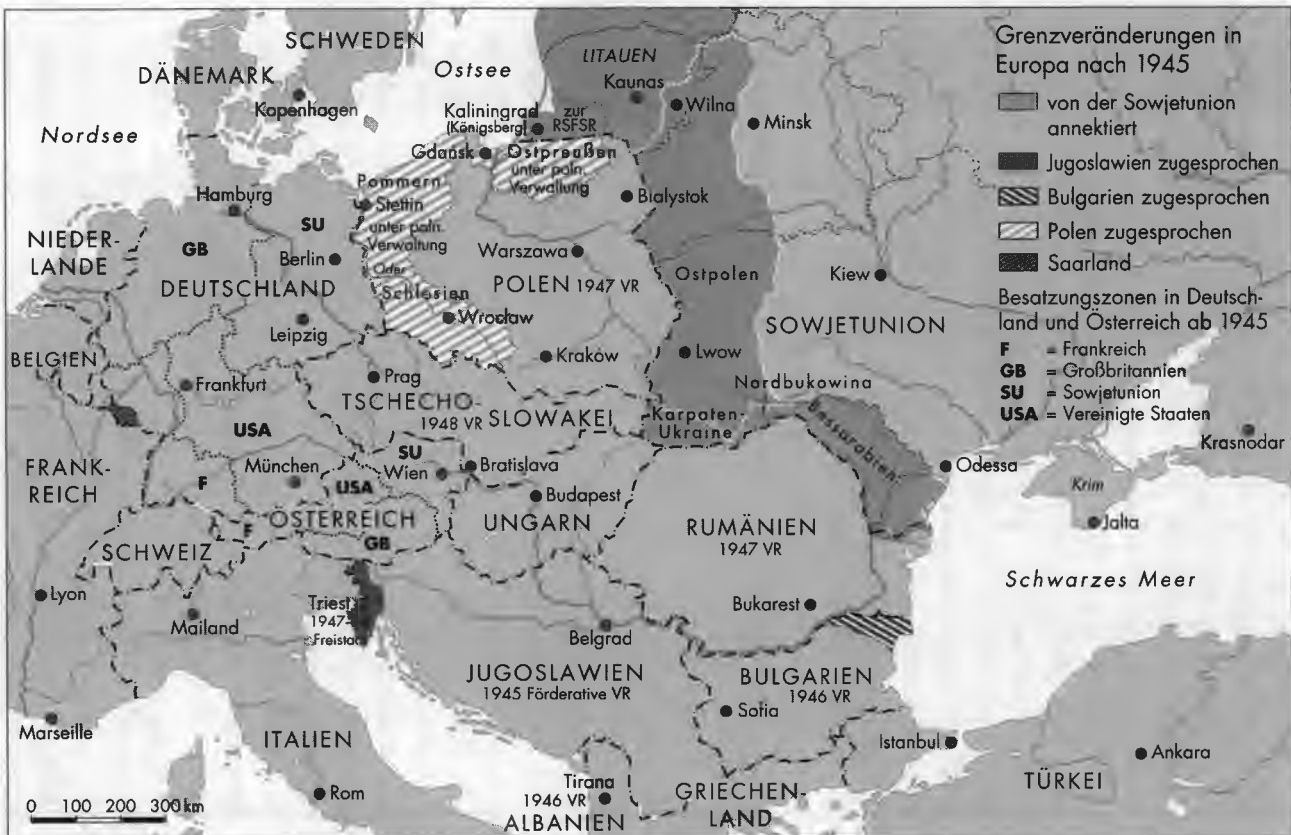 Grenzveränderungen in
Europa nach 1945
von der Sowjetunion
annektiert
Jugoslawien zugesprochen
Bulgarien zugesprochen
Polen zugesprochen
Saarland
Besatzungszonen in Deutsch-
land und Österreich ab 1945
F = Frankreich
GB = Großbritannien
SU = Sowjetunion
USA = Vereinigte Staaten
SCHWEDEN
DÄNEMARK
Kopenhagen
Nordsee
Ostsee
LITAUEN
Kaunas
Wilna
Minsk
Kaliningrad
(Königsberg)
zur
RSFSR
Gdańsk
Ostpreußen
unter poln.
Verwaltung
Bialystok
Pommern
Stettin
unter poln.
Verwaltung
Oder
Schlesien
Wrocław
Hamburg
SU
GB
NIEDER-
LANDE
Berlin
DEUTSCHLAND
Leipzig
Warszawa
POLEN 1947 VR
Ostpolen
Kiew
SOWJETUNION
BELGIEN
Frankfurt
Prag
Kraków
Lwow
TSCHECHO-
1948 VR
SLOWAKEI
Nordbukowina
Karpaten-
Ukraine
Bessarabien
Krasnodar
USA
SU
München
Wien
Bratislava
Odessa
FRANK-
REICH
F
USA
Budapest
Krim
Jalta
ÖSTERREICH
F
GB
UNGARN
RUMÄNIEN
1947 VR
SCHWEIZ
Schwarzes Meer
Lyon
Mailand
Triest
1947-
Freistaat
Belgrad
Bukarest
JUGOSLAWIEN
1945 Förderative VR
BULGARIEN
1946 VR
Sofia
Marseille
ITALIEN
Istanbul
Ankara
Rom
Tirana
1946 VR
ALBANIEN
GRIECHEN-
LAND
TÜRKEI
0 100 200 300 km